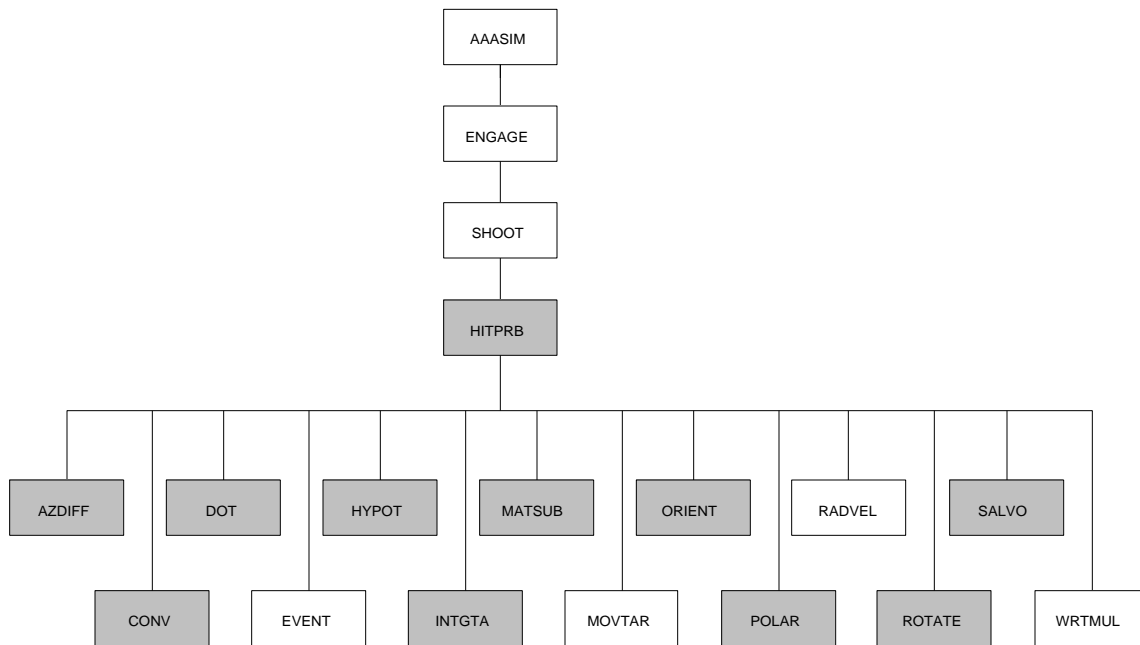 AAASIM
ENGAGE
SHOOT
HITPRB
AZDIFF
DOT
HYPOT
MATSUB
ORIENT
RADVEL
SALVO
CONV
EVENT
INTGTA
MOVTAR
POLAR
ROTATE
WRTMUL